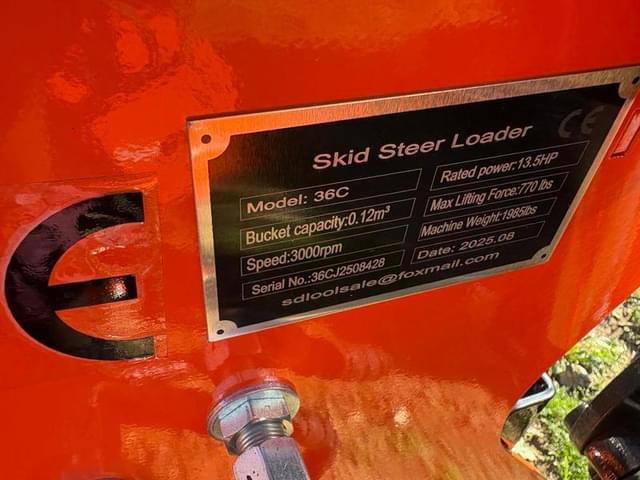 Skid Steer Loader
CE
Model: 36C
Rated power:13.5HP
Bucket capacity:0.12m³
Max Lifting Force:770 lbs
Speed:3000rpm
Machine Weight:1985lbs
Serial No.:36CJ2508428
Date: 2025.08
sdloolsale@foxmail.com
E